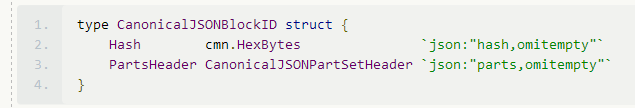 1. type CanonicalJSONBlockID struct {
2.     Hash        cmn.HexBytes               `json:"hash,omitempty"`
3.     PartsHeader CanonicalJSONPartSetHeader `json:"parts,omitempty"`
4. }